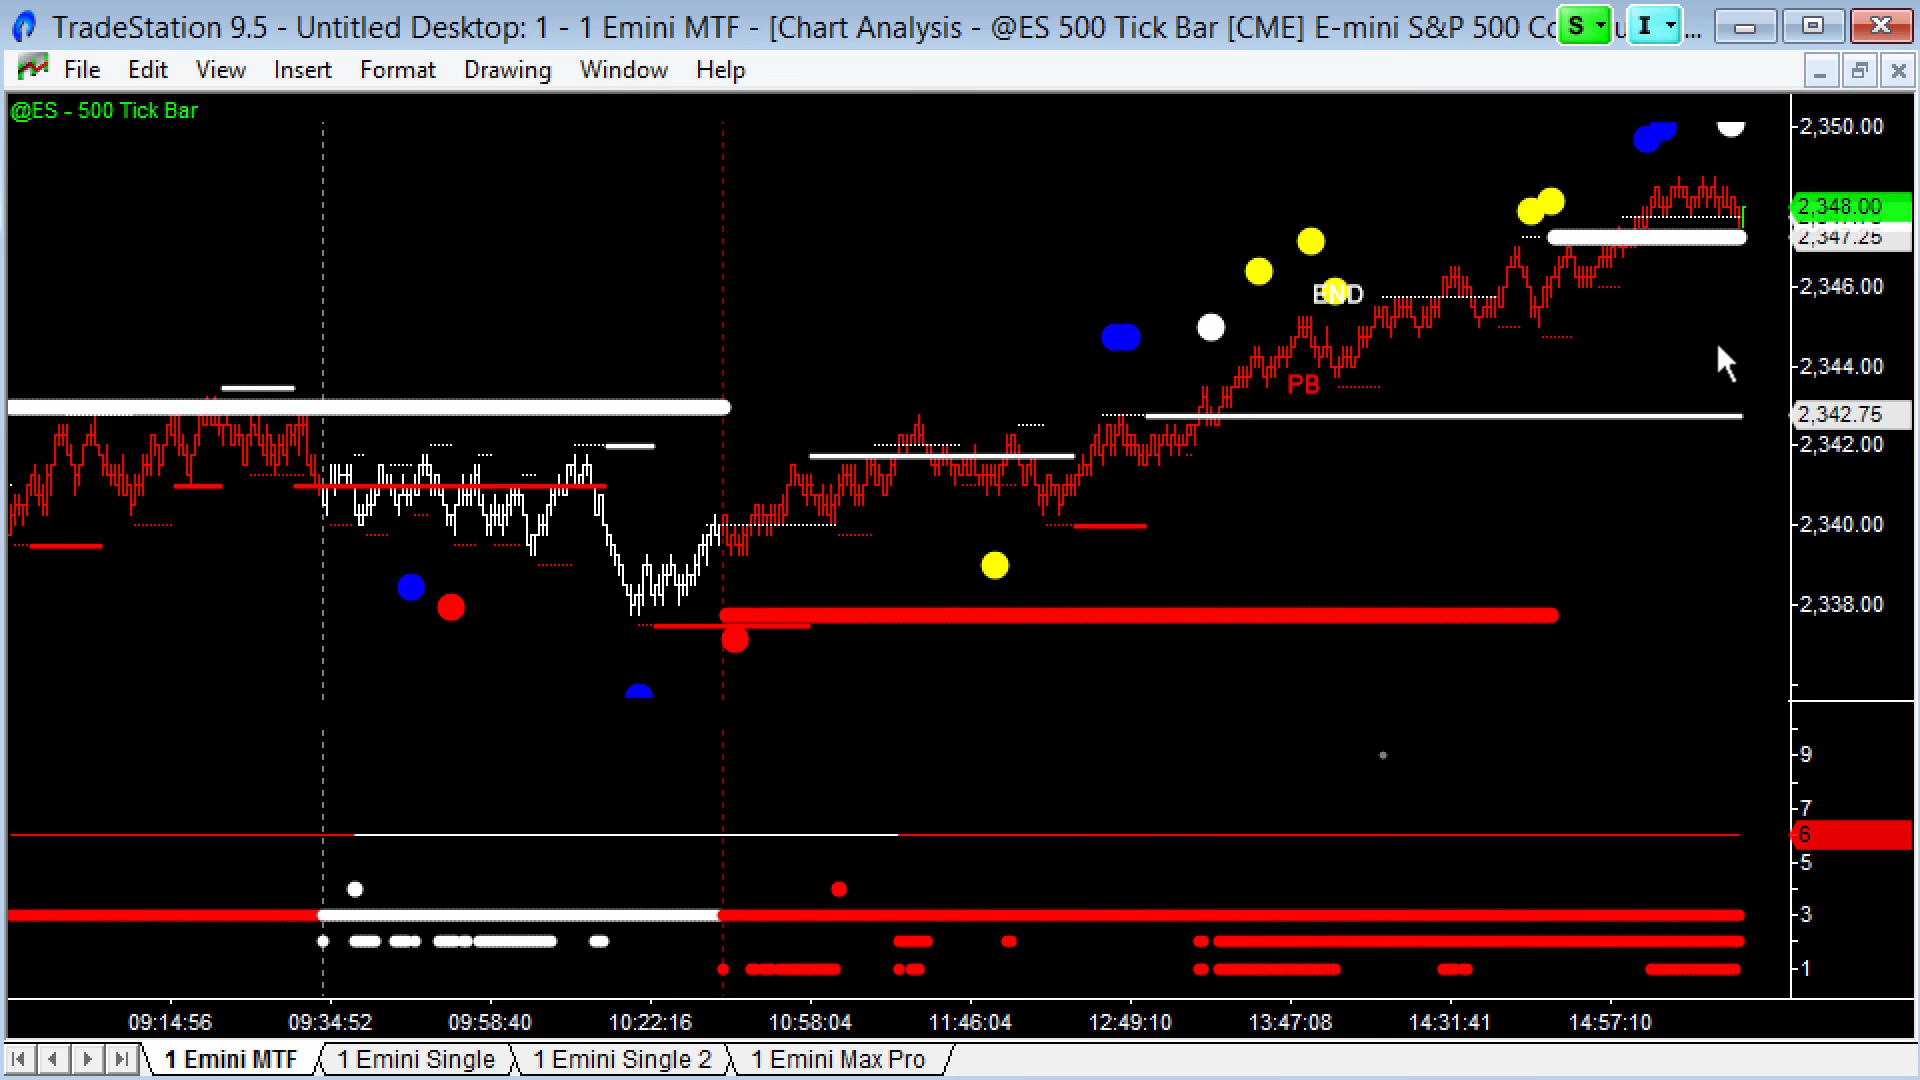 TradeStation 9.5 - Untitled Desktop: 1 - 1 Emini MTF - [Chart Analysis - @ES 500 Tick Bar [CME] E-mini S&P 500 Co
S
I
...
File Edit View Insert Format Drawing Window Help
@ES - 500 Tick Bar
2,350.00
2,348.00
2,347.25
END
2,346.00
2,344.00
PB
2,342.75
2,342.00
2,340.00
2,338.00
9
7
6
5
3
1
09:14:56 09:34:52 09:58:40 10:22:16 10:58:04 11:46:04 12:49:10 13:47:08 14:31:41 14:57:10
1 Emini MTF 1 Emini Single 1 Emini Single 2 1 Emini Max Pro